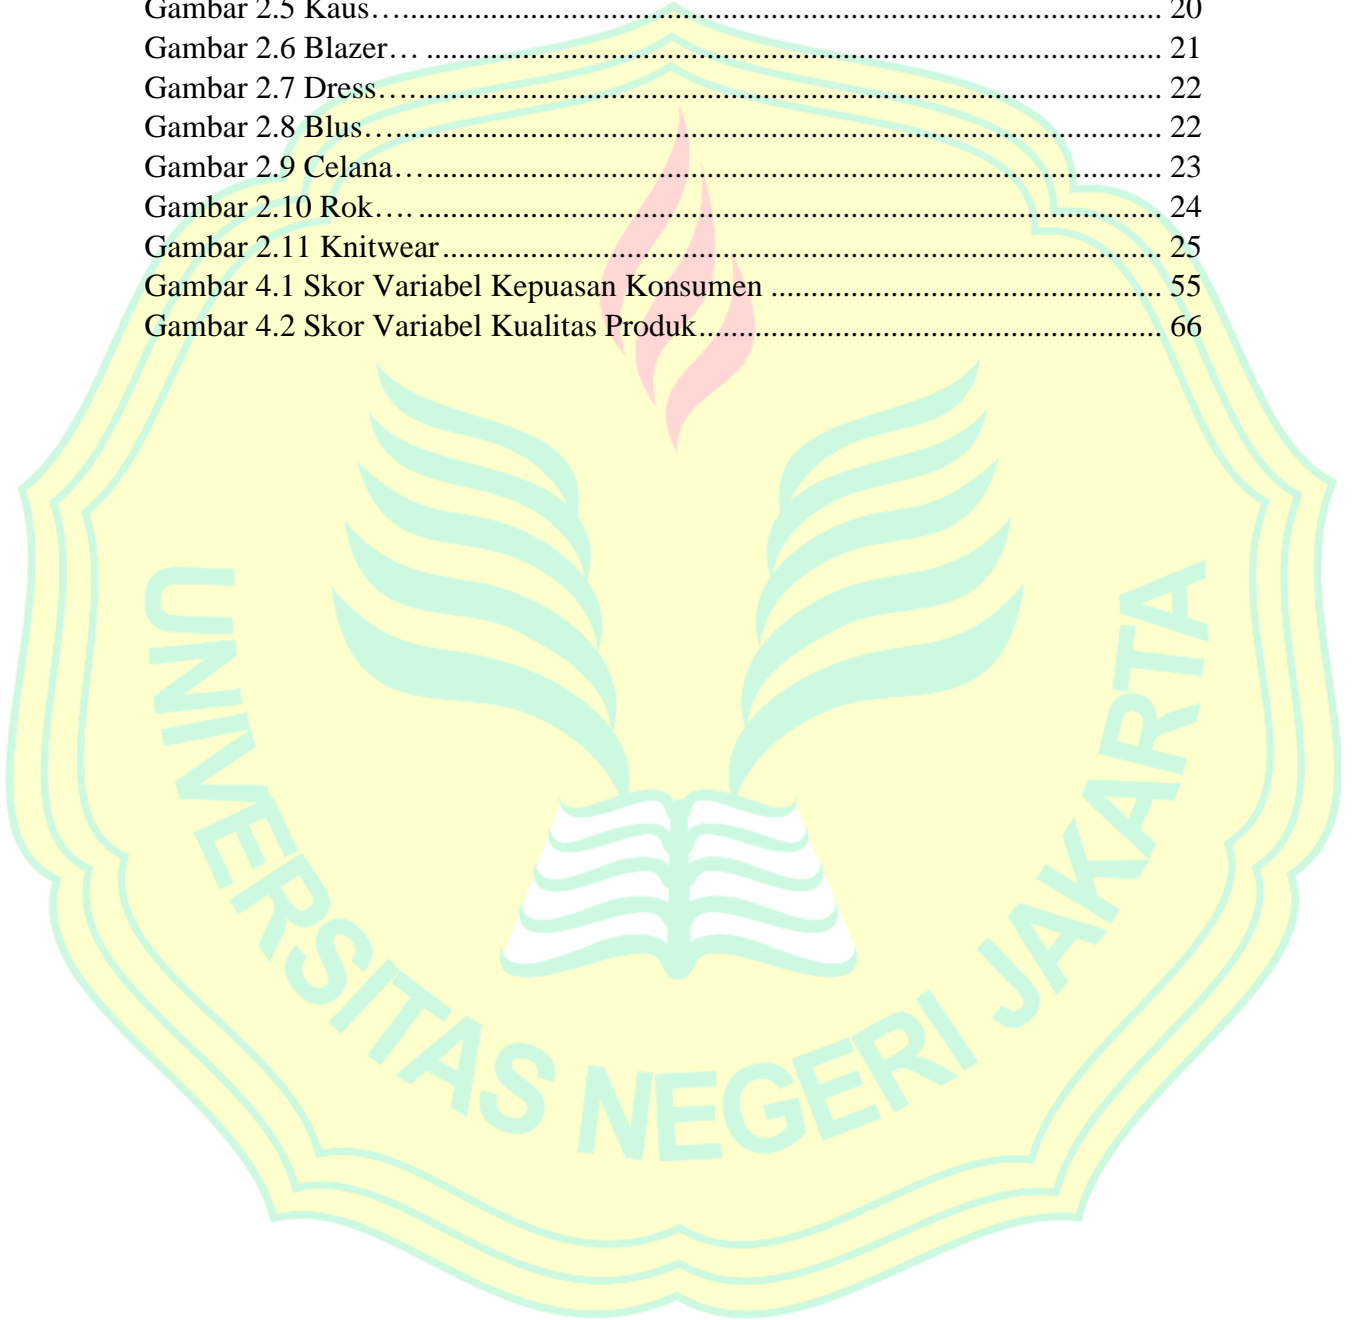 Gambar 2.5 Kaus…......................................................................................................... 20
Gambar 2.6 Blazer… ..................................................................................................... 21
Gambar 2.7 Dress…...................................................................................................... 22
Gambar 2.8 Blus…........................................................................................................ 22
Gambar 2.9 Celana…..................................................................................................... 23
Gambar 2.10 Rok…. ...................................................................................................... 24
Gambar 2.11 Knitwear................................................................................................... 25
Gambar 4.1 Skor Variabel Kepuasan Konsumen ......................................................... 55
Gambar 4.2 Skor Variabel Kualitas Produk.................................................................. 66
UNIVERSITAS NEGERI JAKARTA